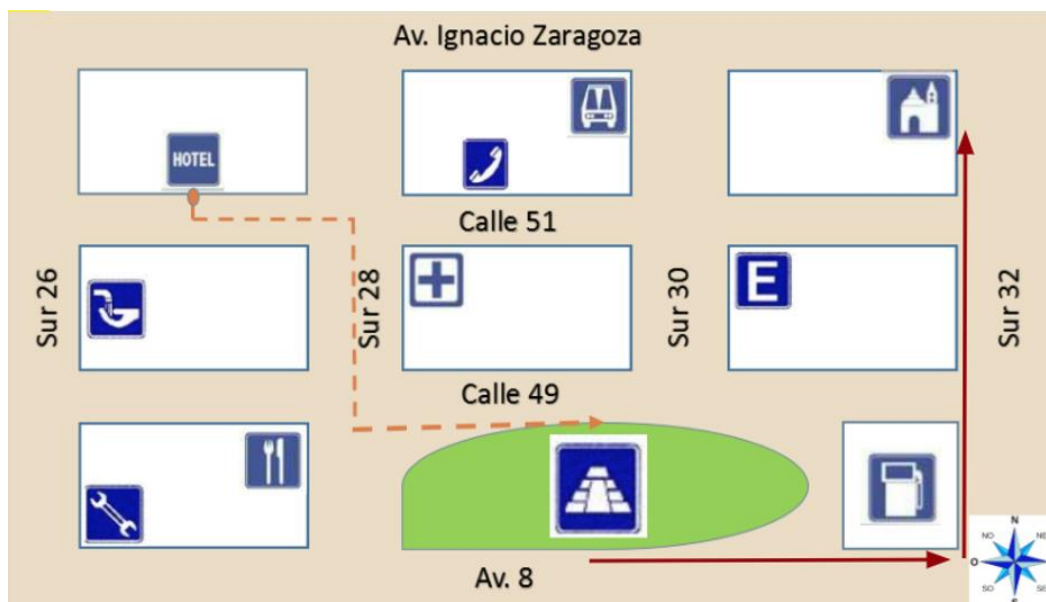 Av. Ignacio Zaragoza
HOTEL
Calle 51
Sur 26
Sur 28
Sur 30
E
Sur 32
Calle 49
Av. 8
N
NO
NE
O
SO
SE
S